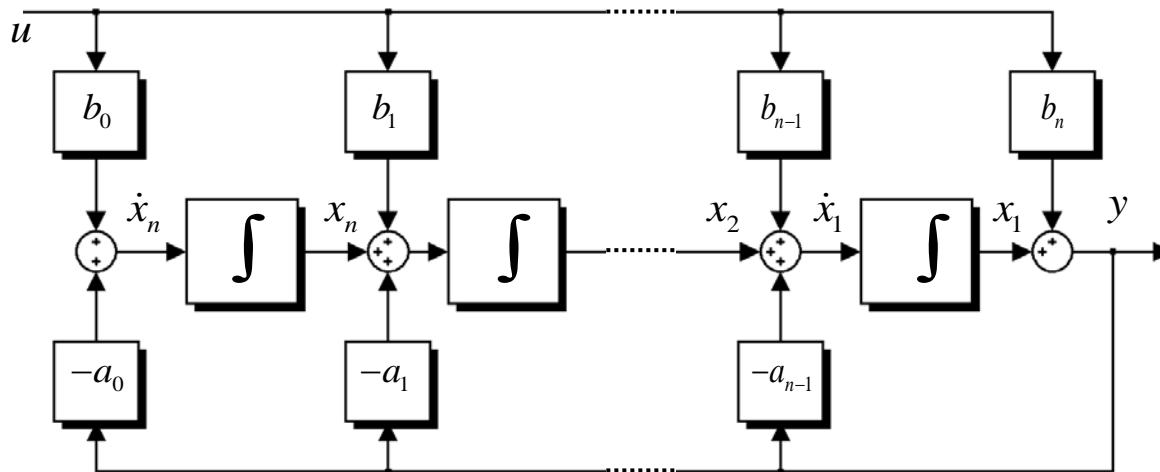 u
b₀ b₁ bₙ₋₁ bₙ
ẋₙ ∫ xₙ ∫ x₂ ẋ₁ ∫ x₁ y
+ + + + + + + + + +
−a₀ −a₁ −aₙ₋₁